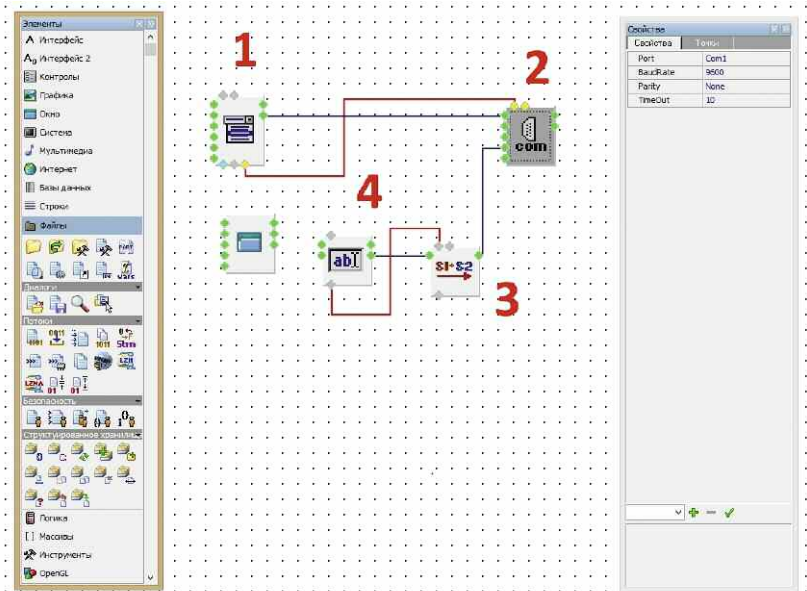 Элементы
Интерфейс
Интерфейс 2
Контролы
Графика
Окно
Система
Мультимедиа
Интернет
Базы данных
Строки
Файлы
Диалоги
Потоки
Безопасность
Структурированное хранили
Логика
[ ] Массивы
Инструменты
OpenGL
1
2
com
4
ab
S1+S2
3
Свойства
Свойства Точки
Port Com1
BaudRate 9600
Parity None
TimeOut 10